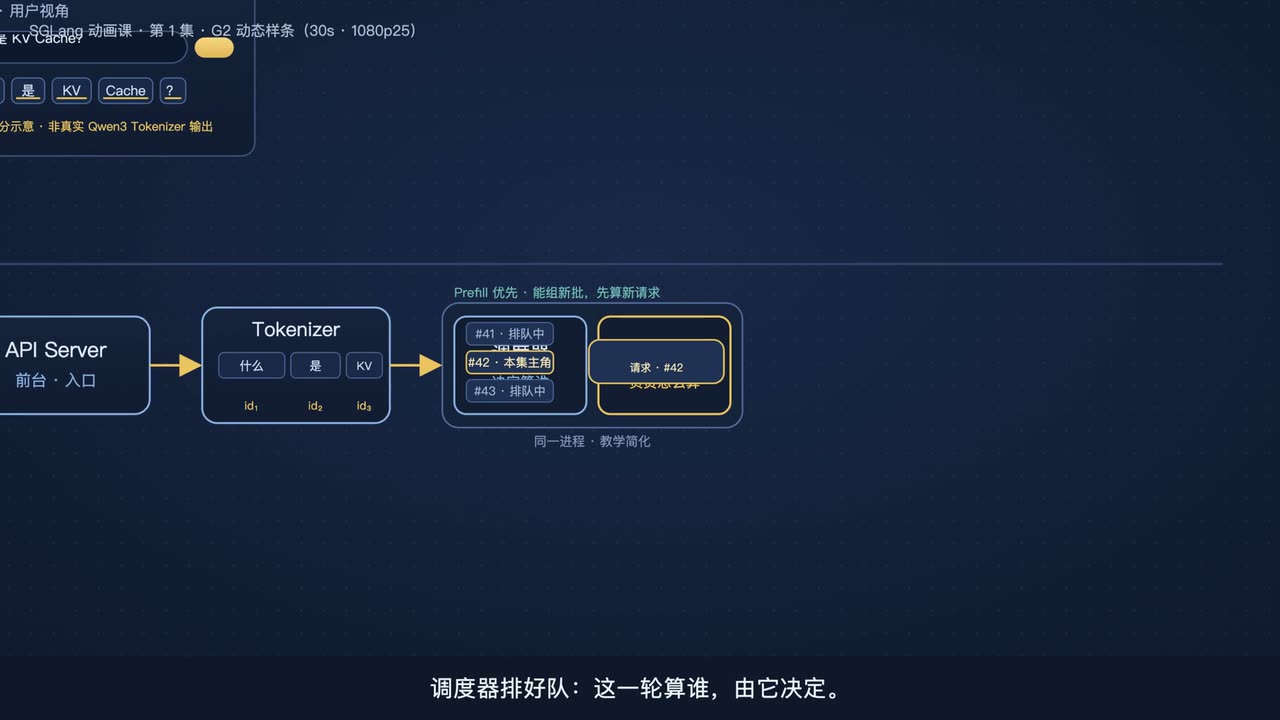 · 用户视角
SGLang 动画课 · 第 1 集 · G2 动态样条（30s · 1080p25）
是 KV Cache?
是 KV Cache ?
分示意 · 非真实 Qwen3 Tokenizer 输出
Prefill 优先 · 能组新批，先算新请求
API Server
前台 · 入口
Tokenizer
什么 是 KV
id₁ id₂ id₃
#41 · 排队中
#42 · 本集主角
#43 · 排队中
请求 · #42
同一进程 · 教学简化
调度器排好队：这一轮算谁，由它决定。